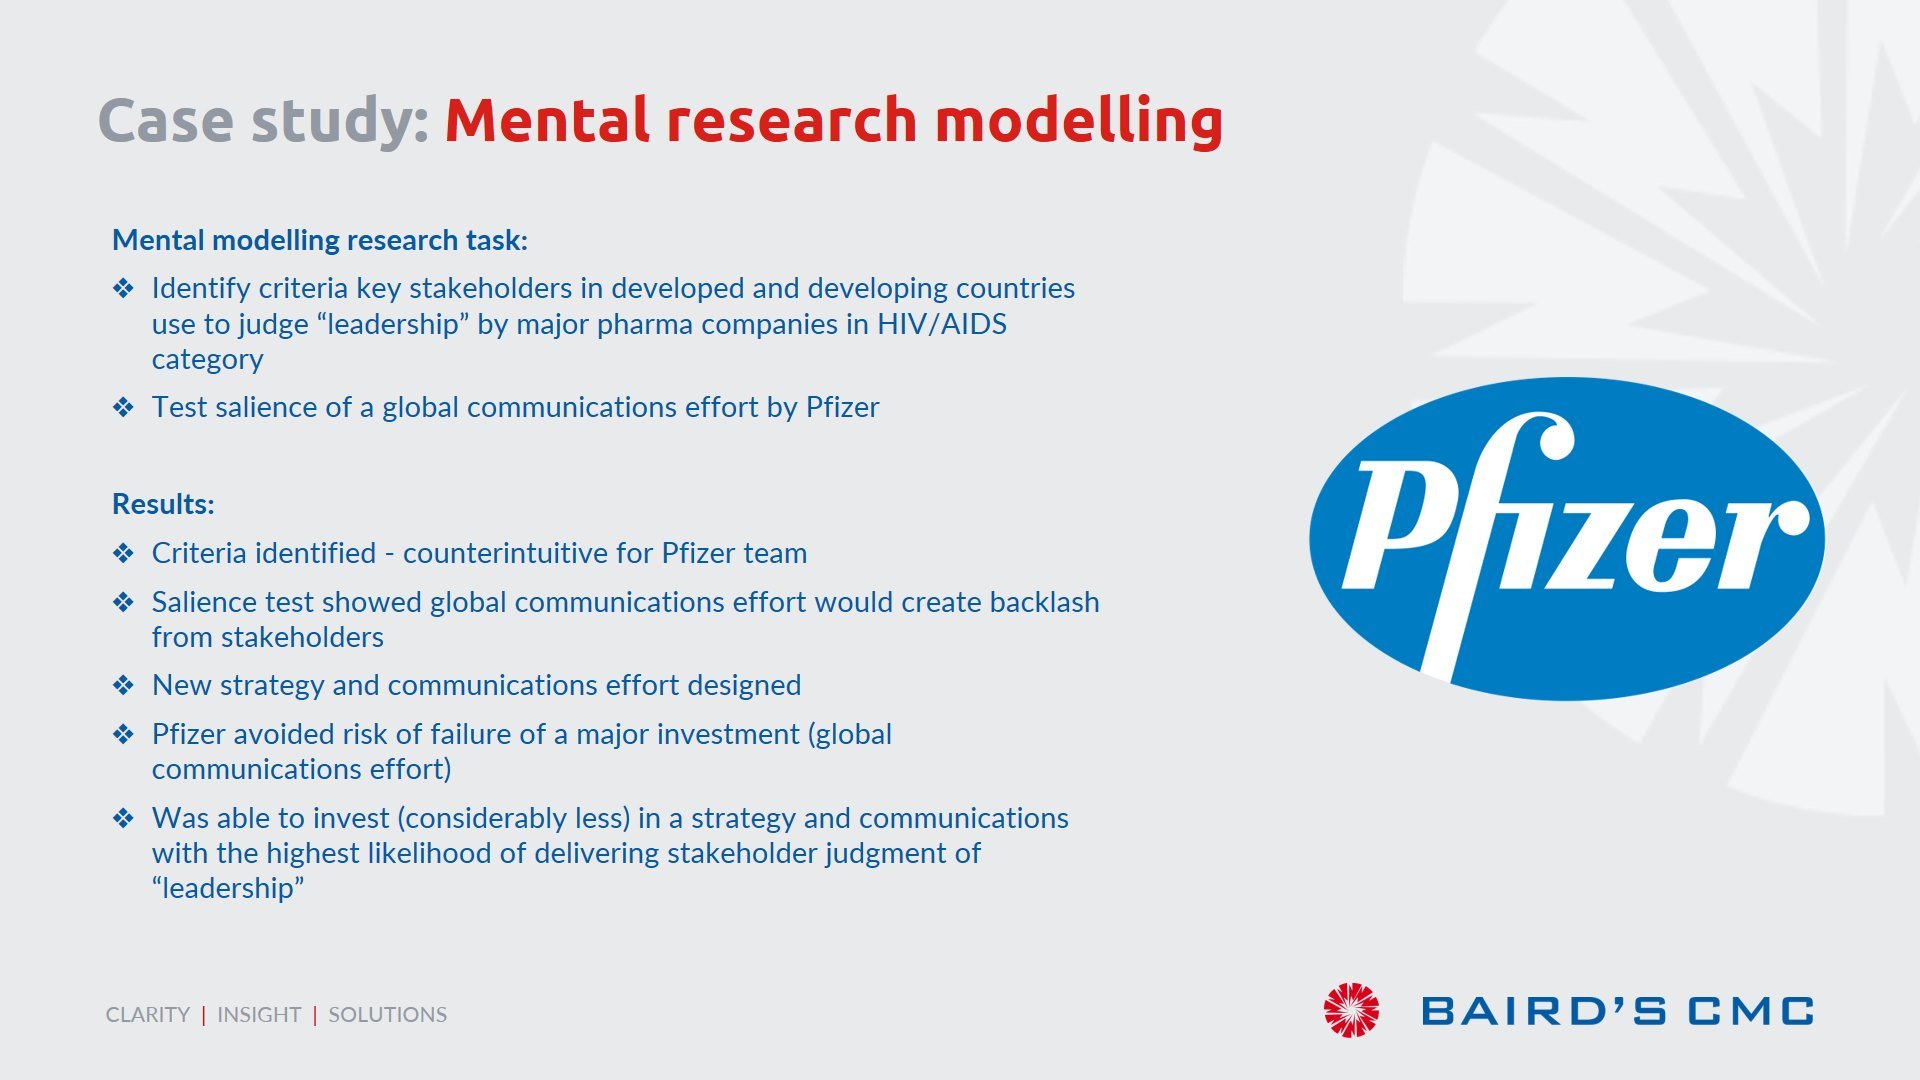 Case study: Mental research modelling
Mental modelling research task:
❖ Identify criteria key stakeholders in developed and developing countries
use to judge “leadership” by major pharma companies in HIV/AIDS
category
❖ Test salience of a global communications effort by Pfizer
Results:
❖ Criteria identified - counterintuitive for Pfizer team
❖ Salience test showed global communications effort would create backlash
from stakeholders
❖ New strategy and communications effort designed
❖ Pfizer avoided risk of failure of a major investment (global
communications effort)
❖ Was able to invest (considerably less) in a strategy and communications
with the highest likelihood of delivering stakeholder judgment of
“leadership”
Pfizer
CLARITY | INSIGHT | SOLUTIONS
BAIRD’S CMC